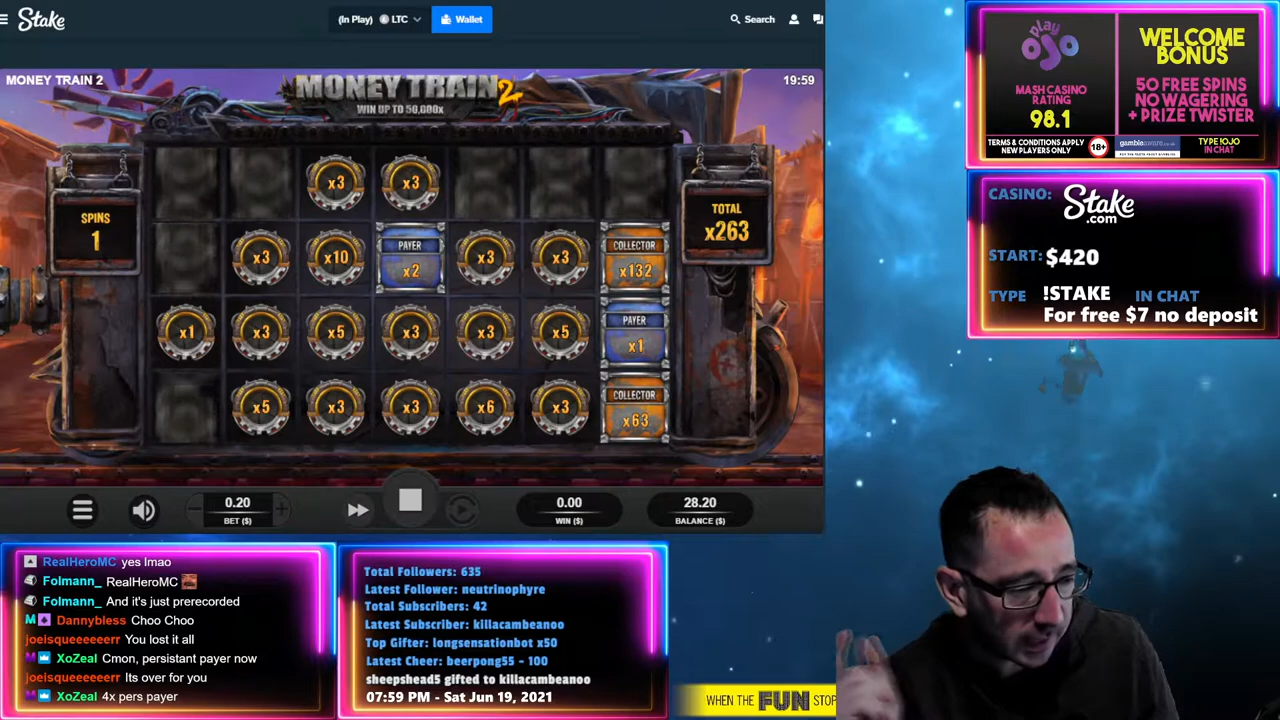 Stake
(In Play) LTC
Wallet
Search
MONEY TRAIN 2
MONEY TRAIN 2
WIN UP TO 50,000x
19:59
SPINS
1
TOTAL
x263
x3
x3
x3
x10
PAYER
x2
x3
x3
COLLECTOR
x132
x1
x3
x5
x3
x3
x5
PAYER
x1
x5
x3
x3
x6
x3
COLLECTOR
x63
0.20
BET ($)
0.00
WIN ($)
28.20
BALANCE ($)
play
OJO
MASH CASINO
RATING
98.1
WELCOME
BONUS
50 FREE SPINS
NO WAGERING
+ PRIZE TWISTER
TERMS & CONDITIONS APPLY
NEW PLAYERS ONLY
18+
gambleaware.co.uk
TYPE !OJO
IN CHAT
CASINO: Stake
.com
START: $420
TYPE !STAKE IN CHAT
For free $7 no deposit
RealHeroMC yes lmao
Folmann_ RealHeroMC
Folmann_ And it's just prerecorded
M Dannybless Choo Choo
joeisqueeeeerr You lost it all
XoZeal Cmon, persistant payer now
joeisqueeeeerr Its over for you
XoZeal 4x pers payer
Total Followers: 635
Latest Follower: neutrinophyre
Total Subscribers: 42
Latest Subscriber: killacambeanoo
Top Gifter: longsensationbot x50
Latest Cheer: beerpong55 - 100
sheepshead5 gifted to killacambeanoo
07:59 PM - Sat Jun 19, 2021
WHEN THE FUN STOP